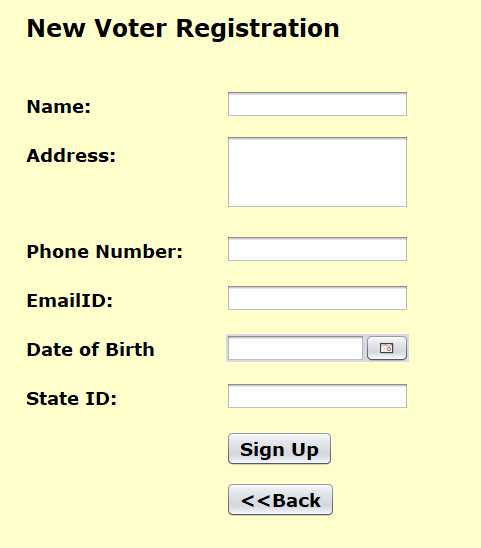 New Voter Registration
Name:
Address:
Phone Number:
EmailID:
Date of Birth
State ID:
Sign Up
<<Back